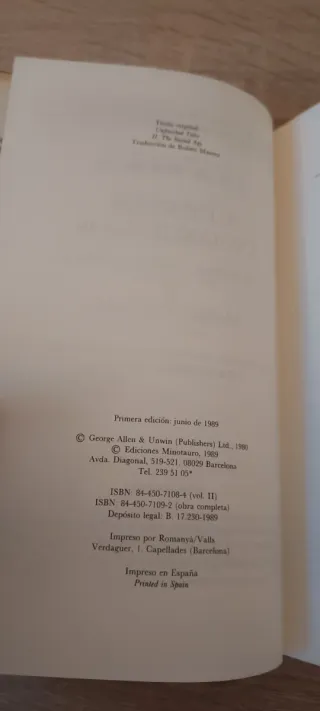 Título original:
Unfinished Tales
II The Second Age
Traducción de Rubén Masera
Primera edición: junio de 1989
© George Allen & Unwin (Publishers) Ltd., 1980
© Ediciones Minotauro, 1989
Avda. Diagonal, 519-521. 08029 Barcelona
Tel. 239 51 05*
ISBN 84-450-7108-4 (vol. II)
ISBN 84-450-7109-2 (obra completa)
Depósito legal: B. 17.230-1989
Impreso por Romanyà/Valls
Verdaguer, 1. Capellades (Barcelona)
Impreso en España
Printed in Spain